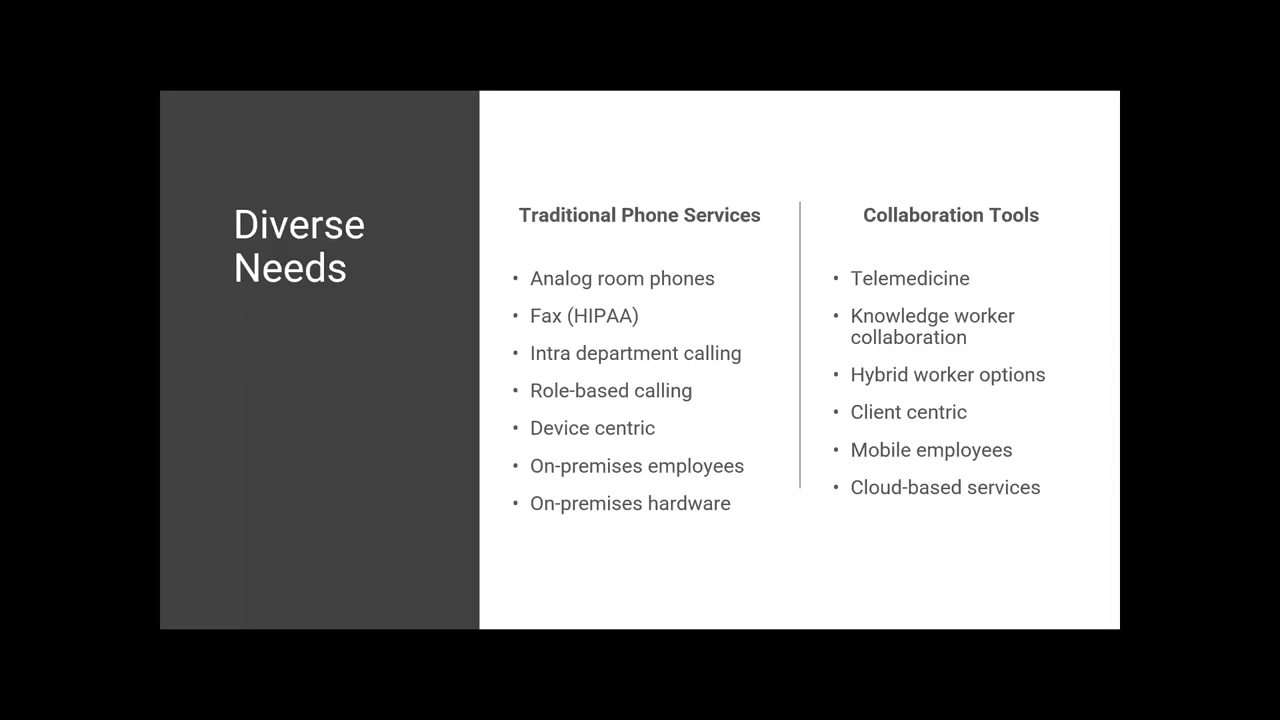 Diverse
Needs
Traditional Phone Services
• Analog room phones
• Fax (HIPAA)
• Intra department calling
• Role-based calling
• Device centric
• On-premises employees
• On-premises hardware
Collaboration Tools
• Telemedicine
• Knowledge worker
collaboration
• Hybrid worker options
• Client centric
• Mobile employees
• Cloud-based services